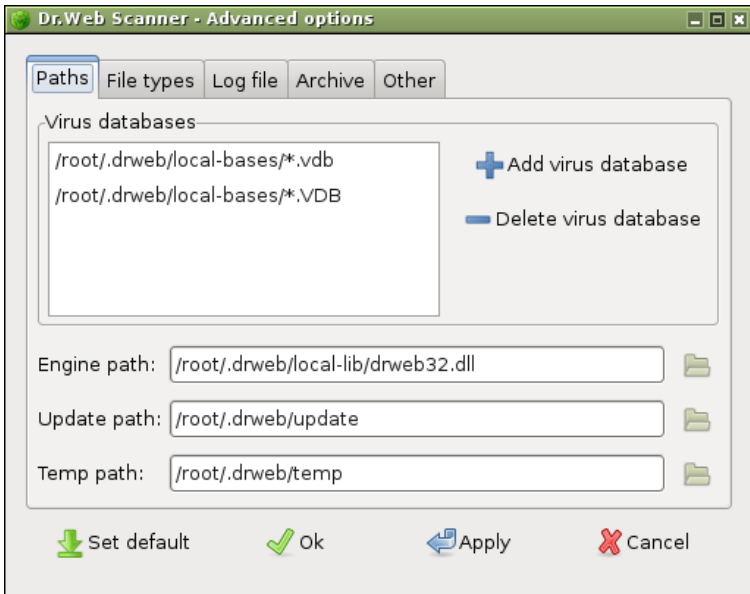 Dr.Web Scanner - Advanced options
Paths File types Log file Archive Other
Virus databases
/root/.drweb/local-bases/*.vdb
/root/.drweb/local-bases/*.VDB
Add virus database
Delete virus database
Engine path: /root/.drweb/local-lib/drweb32.dll
Update path: /root/.drweb/update
Temp path: /root/.drweb/temp
Set default Ok Apply Cancel